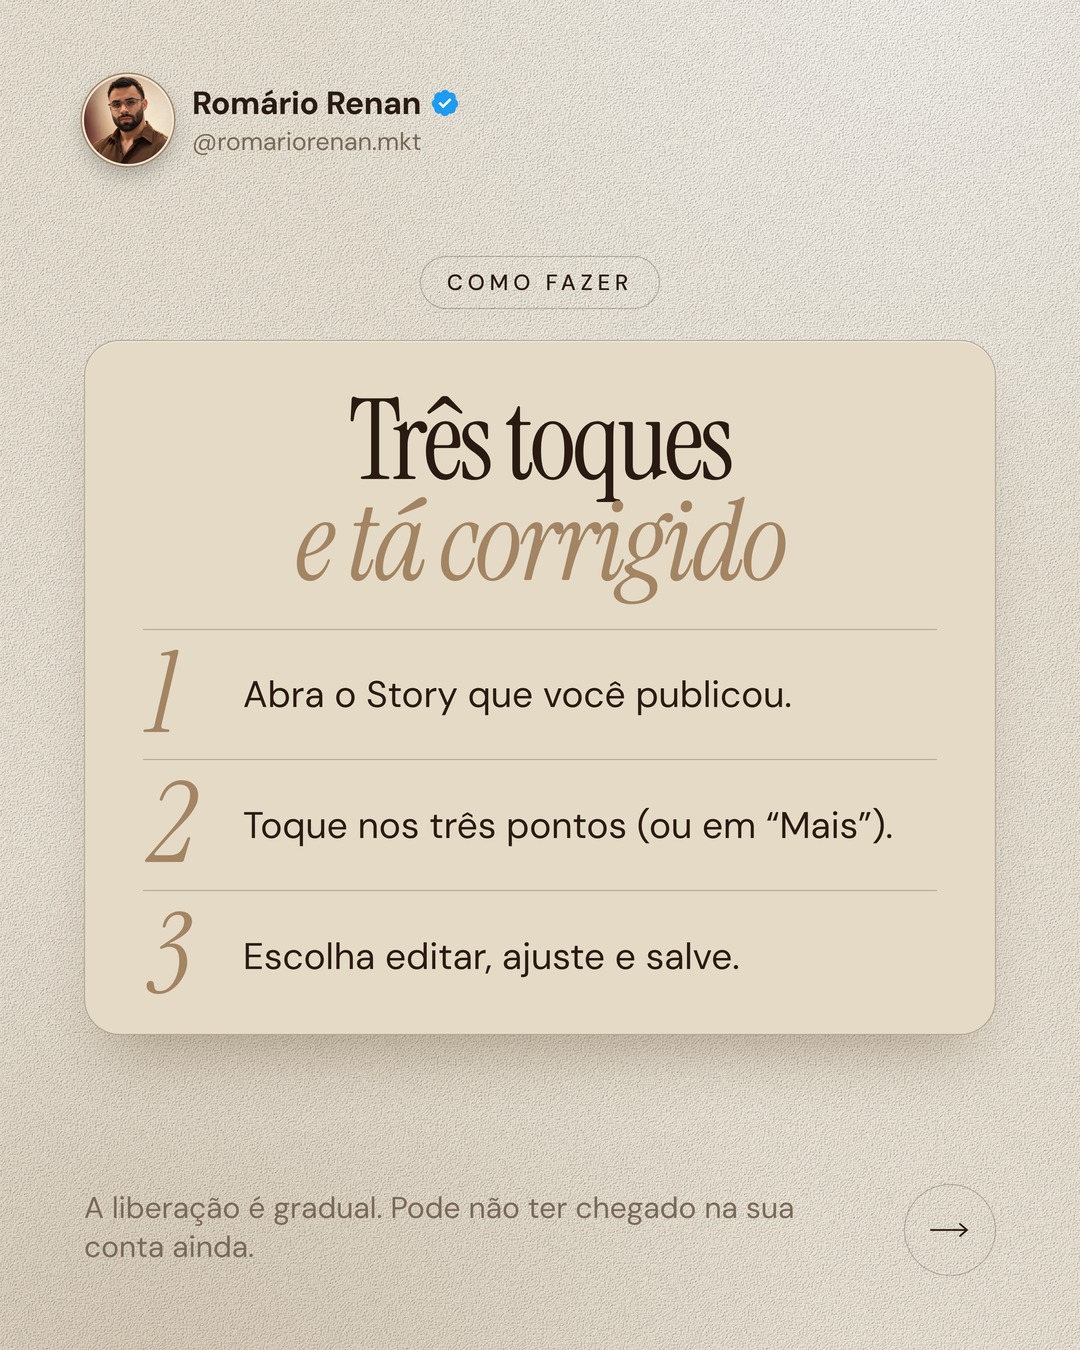 Romário Renan
@romariorenan.mkt
COMO FAZER
Três toques
e tá corrigido
1 Abra o Story que você publicou.
2 Toque nos três pontos (ou em “Mais”).
3 Escolha editar, ajuste e salve.
A liberação é gradual. Pode não ter chegado na sua
conta ainda.